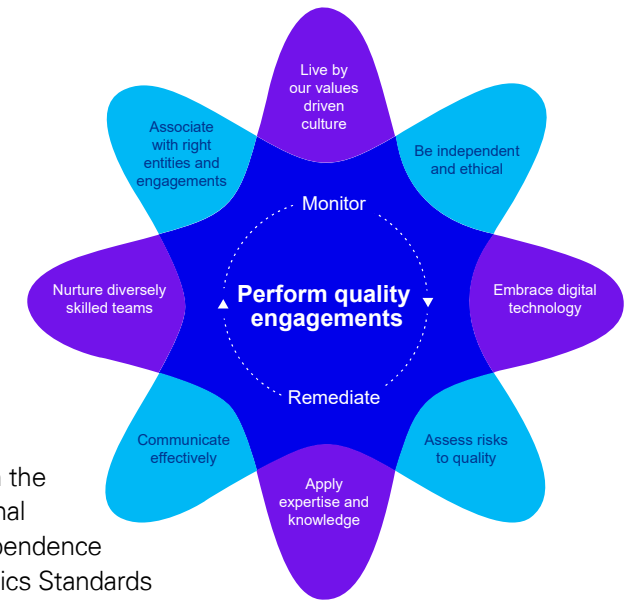 Live by
our values
driven
culture
Associate
with right
entities and
engagements
Be independent
and ethical
Monitor
Nurture diversely
skilled teams
Perform quality
engagements
Embrace digital
technology
Remediate
Communicate
effectively
Assess risks
to quality
Apply
expertise and
knowledge
the
nal
pendence
ics Standards